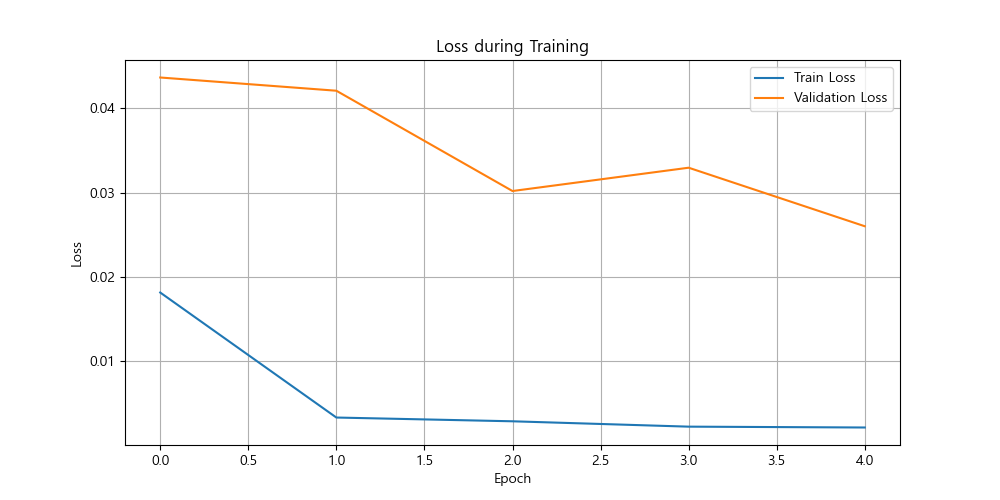 Loss during Training
Train Loss
Validation Loss
0.04
0.03
0.02
0.01
Loss
0.0 0.5 1.0 1.5 2.0 2.5 3.0 3.5 4.0
Epoch